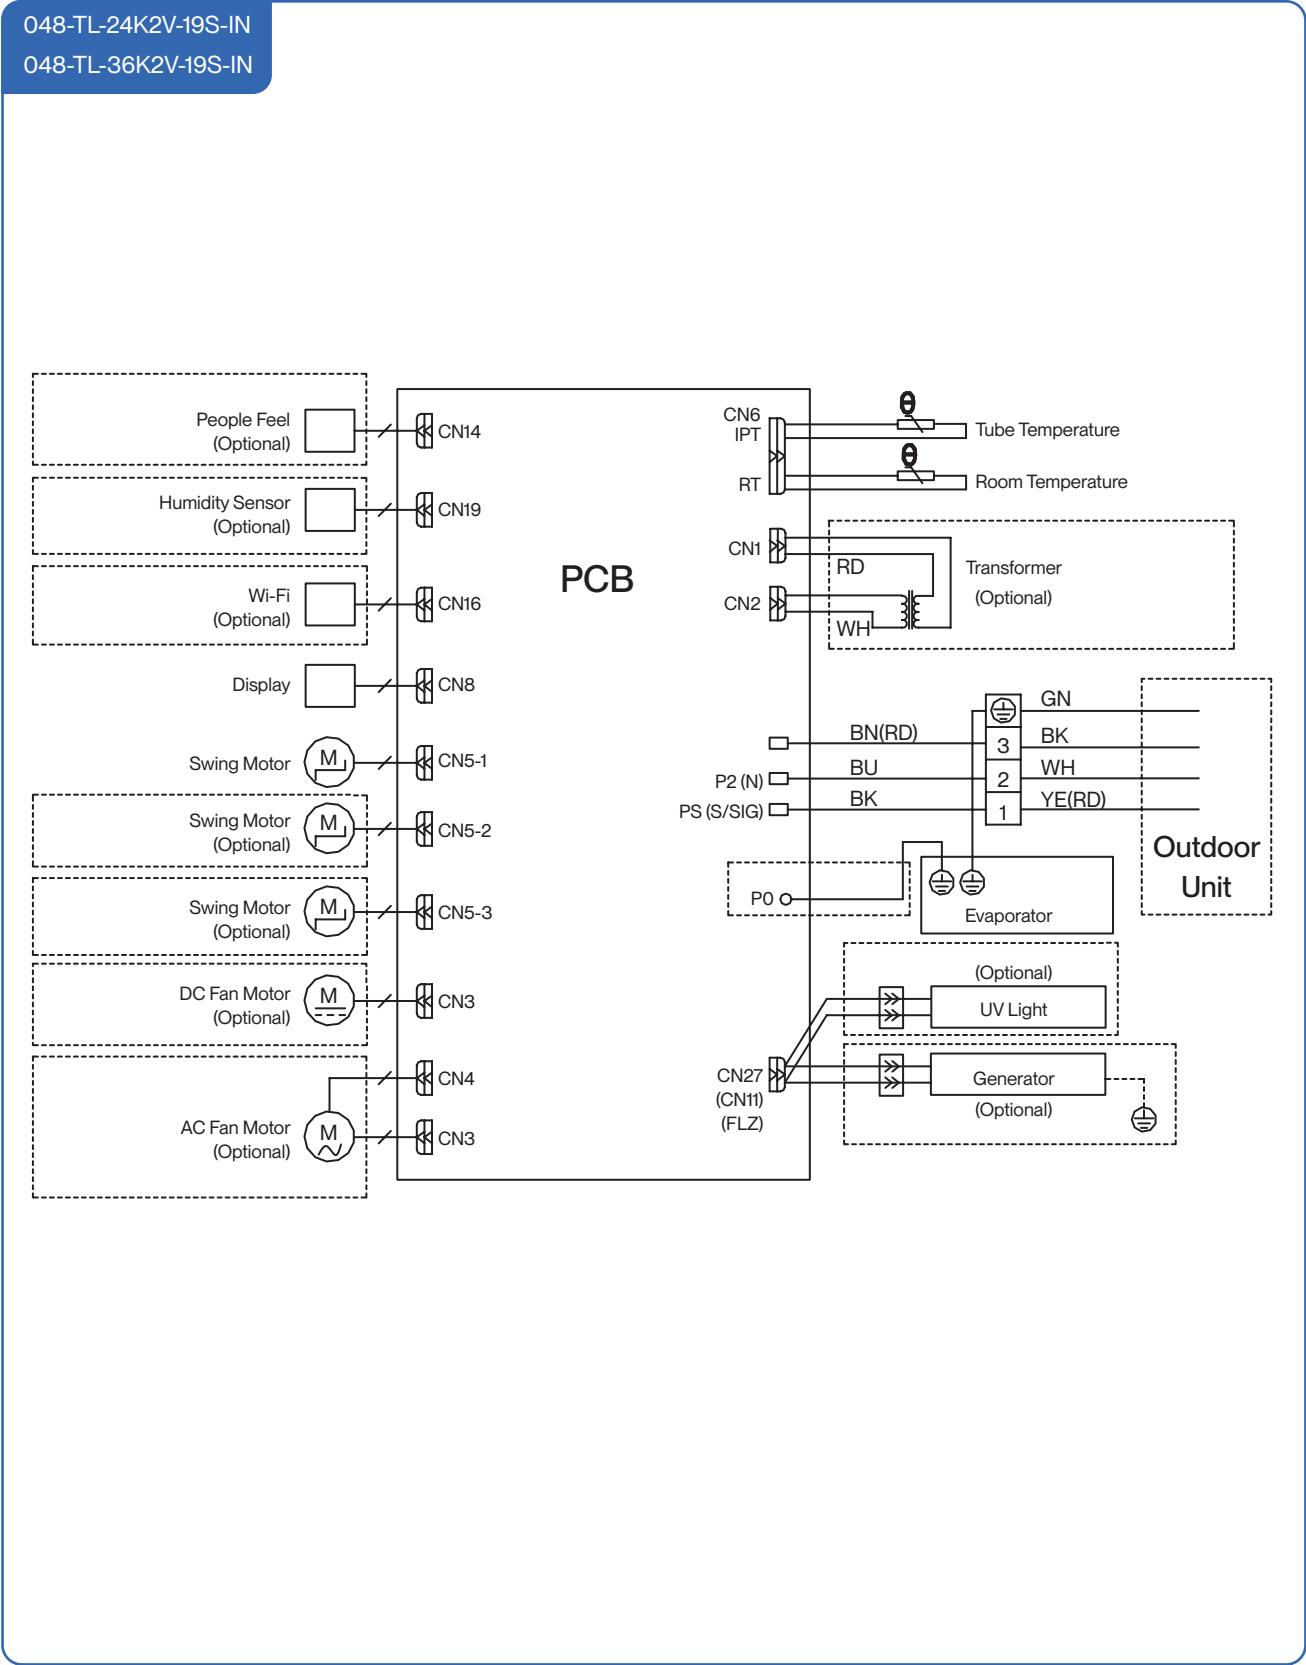 048-TL-24K2V-19S-IN
048-TL-36K2V-19S-IN
People Feel
(Optional)
CN14
Humidity Sensor
(Optional)
CN19
Wi-Fi
(Optional)
CN16
Display
CN8
Swing Motor
M
CN5-1
Swing Motor
(Optional)
M
CN5-2
Swing Motor
(Optional)
M
CN5-3
DC Fan Motor
(Optional)
M
CN3
CN4
AC Fan Motor
(Optional)
M
CN3
PCB
CN6
IPT
θ
Tube Temperature
RT
θ
Room Temperature
CN1
RD
Transformer
(Optional)
CN2
WH
GN
BN(RD)
3
BK
P2 (N)
BU
2
WH
PS (S/SIG)
BK
1
YE(RD)
Outdoor
Unit
P0
Evaporator
(Optional)
UV Light
CN27
(CN11)
(FLZ)
Generator
(Optional)